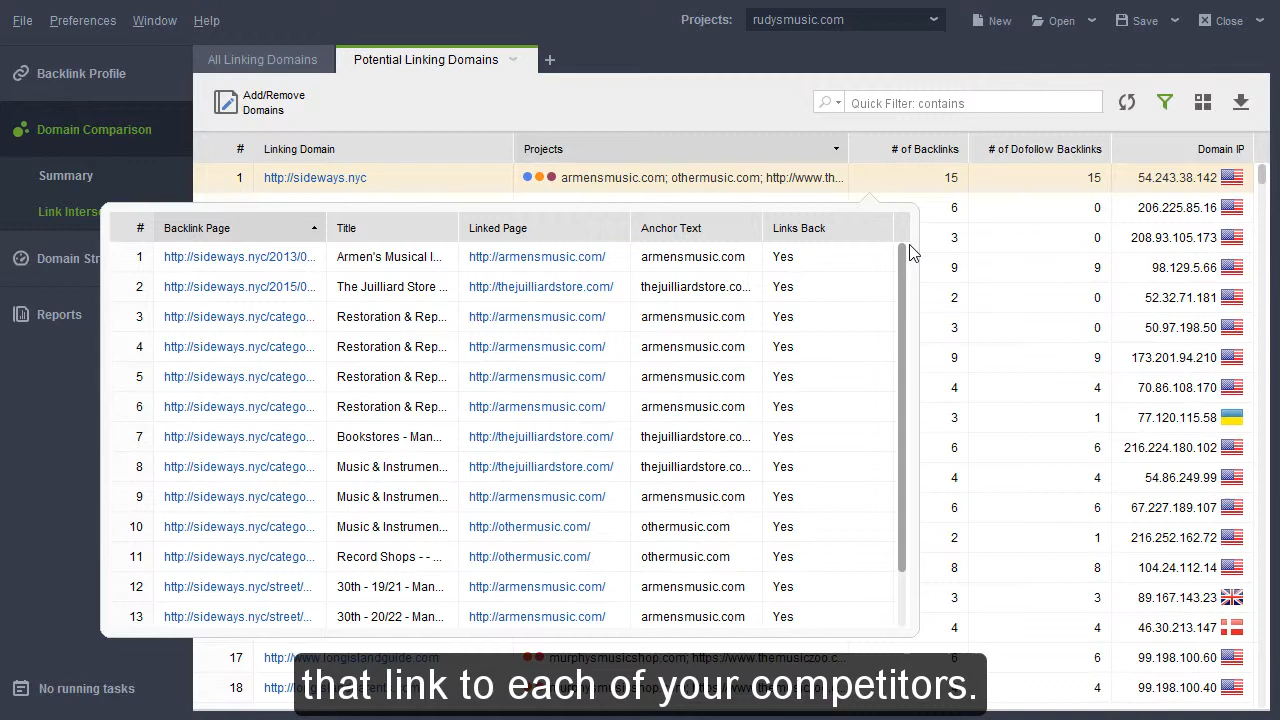 File Preferences Window Help Projects: rudysmusic.com New Open Save Close
All Linking Domains Potential Linking Domains +
Backlink Profile
Domain Comparison
Summary
Link Interse
Domain Str
Reports
No running tasks
Add/Remove
Domains
Quick Filter: contains
# Linking Domain Projects # of Backlinks # of Dofollow Backlinks Domain IP
1 http://sideways.nyc armensmusic.com; othermusic.com; http://www.th... 15 15 54.243.38.142
6 0 206.225.85.16
3 0 208.93.105.173
9 9 98.129.5.66
2 0 52.32.71.181
3 0 50.97.198.50
9 9 173.201.94.210
4 4 70.86.108.170
3 1 77.120.115.58
6 6 216.224.180.102
4 4 54.86.249.99
6 6 67.227.189.107
2 1 216.252.162.72
8 8 104.24.112.14
3 3 89.167.143.23
4 4 46.30.213.147
# Backlink Page Title Linked Page Anchor Text Links Back
1 http://sideways.nyc/2013/0... Armen's Musical I... http://armensmusic.com/ armensmusic.com Yes
2 http://sideways.nyc/2015/0... The Juilliard Store ... http://thejuilliardstore.com/ thejuilliardstore.co... Yes
3 http://sideways.nyc/catego... Restoration & Rep... http://armensmusic.com/ armensmusic.com Yes
4 http://sideways.nyc/catego... Restoration & Rep... http://armensmusic.com/ armensmusic.com Yes
5 http://sideways.nyc/catego... Restoration & Rep... http://armensmusic.com/ armensmusic.com Yes
6 http://sideways.nyc/catego... Restoration & Rep... http://armensmusic.com/ armensmusic.com Yes
7 http://sideways.nyc/catego... Bookstores - Man... http://thejuilliardstore.com/ thejuilliardstore.co... Yes
8 http://sideways.nyc/catego... Music & Instrumen... http://thejuilliardstore.com/ thejuilliardstore.co... Yes
9 http://sideways.nyc/catego... Music & Instrumen... http://armensmusic.com/ armensmusic.com Yes
10 http://sideways.nyc/catego... Music & Instrumen... http://othermusic.com/ othermusic.com Yes
11 http://sideways.nyc/catego... Record Shops - - http://othermusic.com/ othermusic.com Yes
12 http://sideways.nyc/street/... 30th - 19/21 - Man... http://armensmusic.com/ armensmusic.com Yes
13 http://sideways.nyc/street/... 30th - 20/22 - Man... http://armensmusic.com/ armensmusic.com Yes
17 http://www.longislandguide.com murphysmusicshop.com; https://www.themusiczoo.co... 6 6 99.198.100.60
18 4 4 99.198.100.40
that link to each of your competitors.